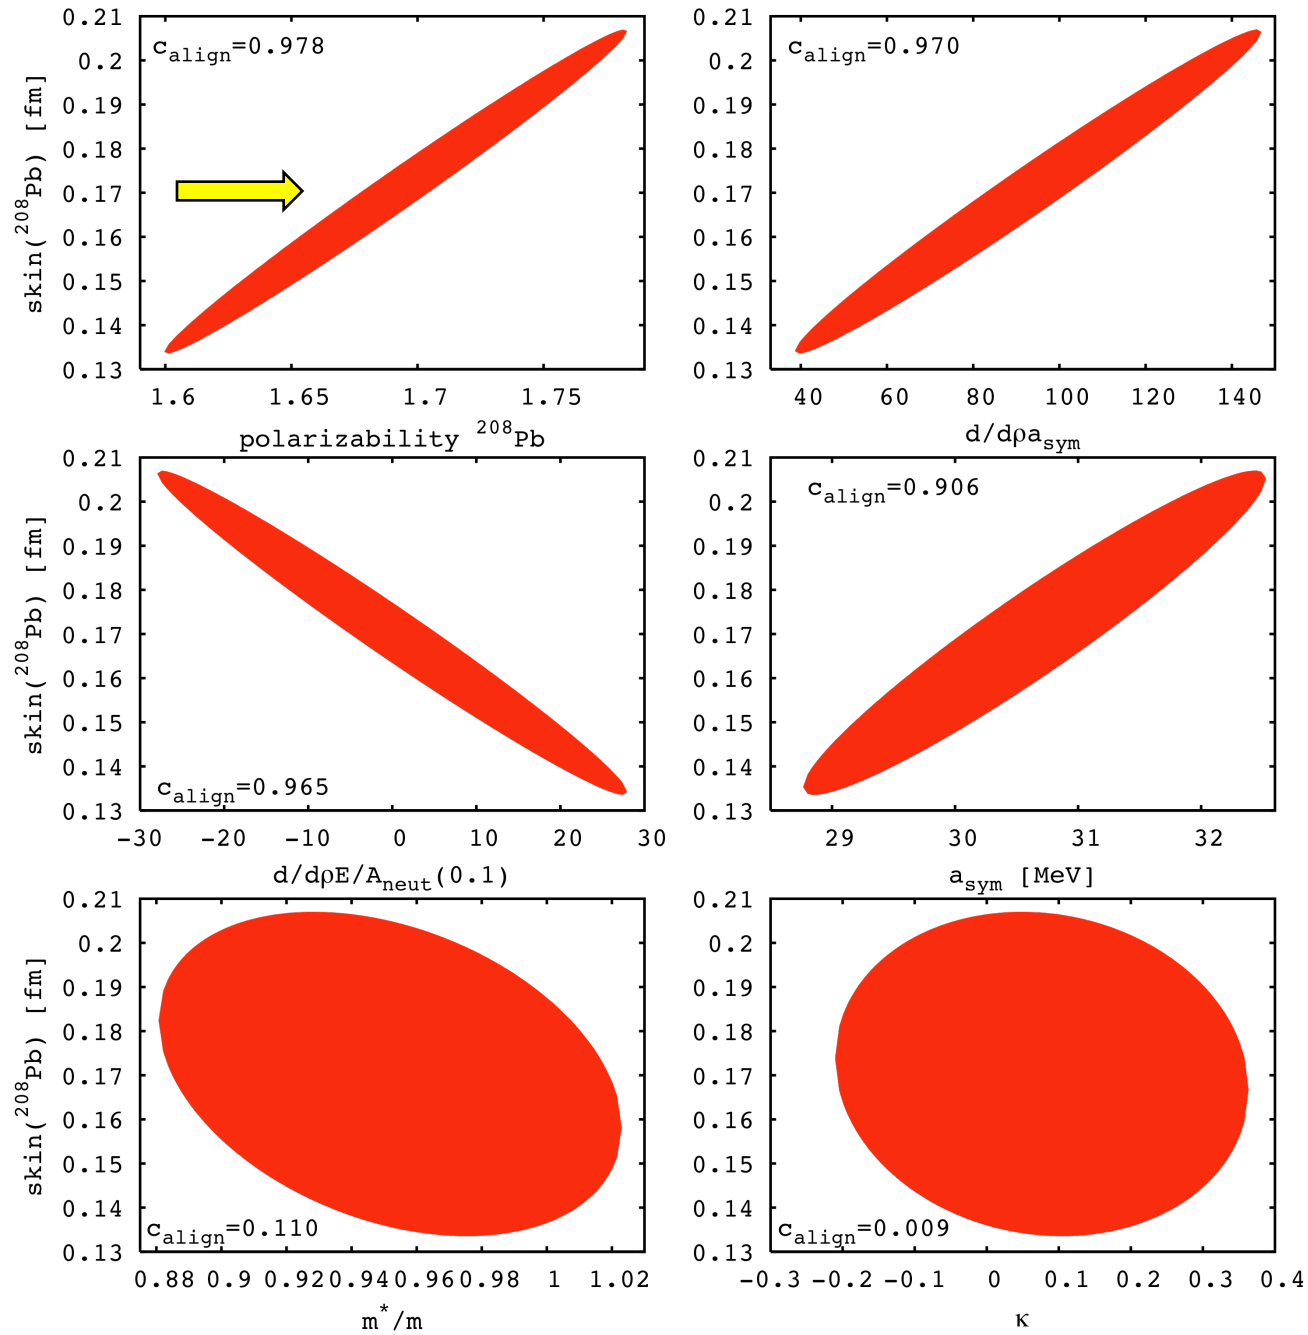 0.21
0.2
0.19
0.18
0.17
0.16
0.15
0.14
0.13
skin(²⁰⁸Pb) [fm]
c_align=0.978
1.6 1.65 1.7 1.75
polarizability ²⁰⁸Pb
0.21
0.2
0.19
0.18
0.17
0.16
0.15
0.14
0.13
c_align=0.970
40 60 80 100 120 140
d/dρa_sym
0.21
0.2
0.19
0.18
0.17
0.16
0.15
0.14
0.13
skin(²⁰⁸Pb) [fm]
c_align=0.965
-30 -20 -10 0 10 20 30
d/dρE/A_neut(0.1)
0.21
0.2
0.19
0.18
0.17
0.16
0.15
0.14
0.13
c_align=0.906
29 30 31 32
a_sym [MeV]
0.21
0.2
0.19
0.18
0.17
0.16
0.15
0.14
0.13
skin(²⁰⁸Pb) [fm]
c_align=0.110
0.88 0.9 0.92 0.94 0.96 0.98 1 1.02
m*/m
0.21
0.2
0.19
0.18
0.17
0.16
0.15
0.14
0.13
c_align=0.009
-0.3 -0.2 -0.1 0 0.1 0.2 0.3 0.4
κ